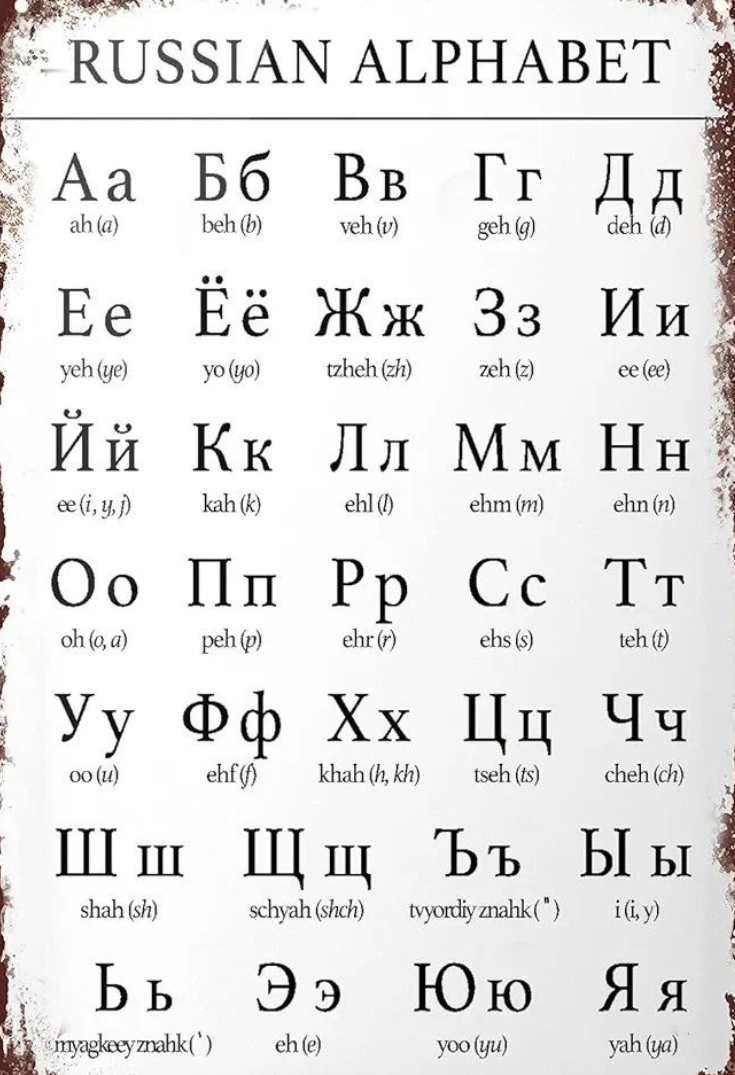 RUSSIAN ALPHABET
Аа Бб Вв Гг Дд
ah (a) beh (b) veh (v) geh (g) deh (d)
Ее Ёё Жж Зз Ии
yeh (ye) yo (yo) tzheh (zh) zeh (z) ee (ee)
Йй Кк Лл Мм Нн
ee (i, y, j) kah (k) ehl (l) ehm (m) ehn (n)
Оо Пп Рр Сс Тт
oh (o, a) peh (p) ehr (r) ehs (s) teh (t)
Уу Фф Хх Цц Чч
oo (u) ehf (f) khah (h, kh) tseh (ts) cheh (ch)
Шш Щщ Ъъ Ыы
shah (sh) schyah (shch) tvyordiy znahk (") i (i, y)
Ьь Ээ Юю Яя
myagkeey znahk (') eh (e) yoo (yu) yah (ya)